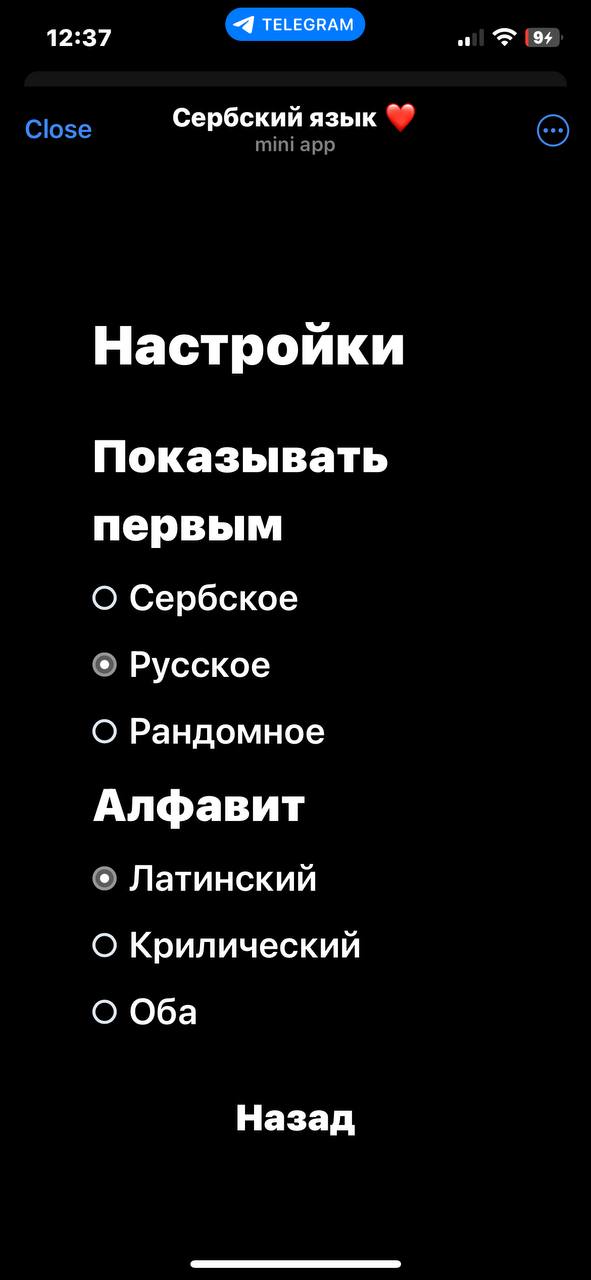 12:37
TELEGRAM
9
Close
Сербский язык ❤️
mini app
Настройки
Показывать
первым
Сербское
Русское
Рандомное
Алфавит
Латинский
Крилический
Оба
Назад